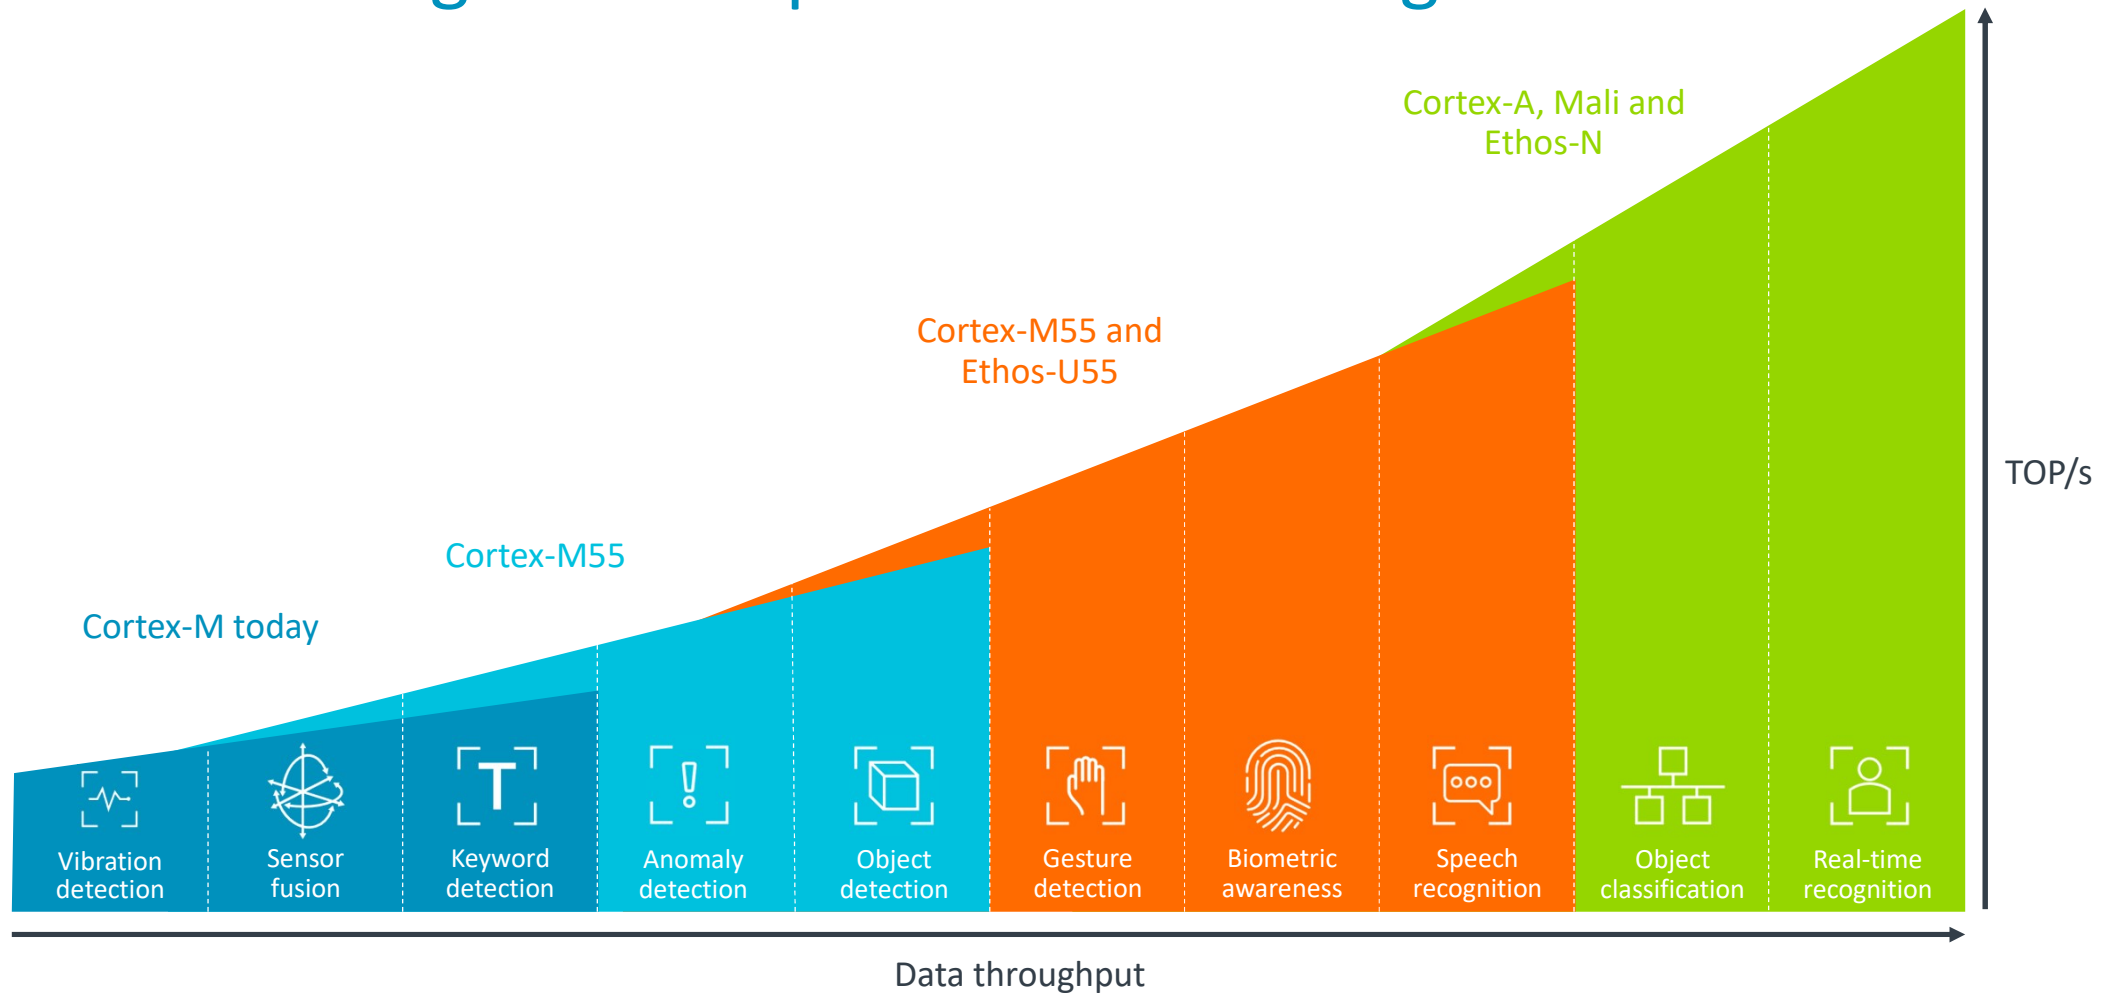 Cortex-A, Mali and
Ethos-N
Cortex-M55 and
Ethos-U55
TOP/s
Cortex-M55
Cortex-M today
T
Vibration
detection
Sensor
fusion
Keyword
detection
Anomaly
detection
Object
detection
Gesture
detection
Biometric
awareness
Speech
recognition
Object
classification
Real-time
recognition
Data throughput